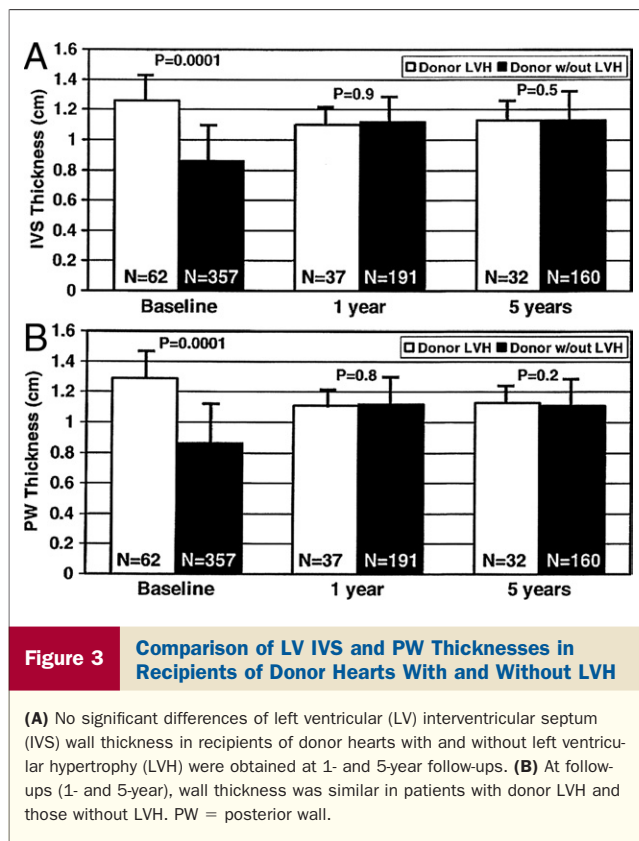 A
1.6
1.4
1.2
1
0.8
0.6
0.4
0.2
0
IVS Thickness (cm)
P=0.0001
P=0.9
P=0.5
Donor LVH
Donor w/out LVH
N=62
N=357
N=37
N=191
N=32
N=160
Baseline
1 year
5 years
B
1.6
1.4
1.2
1
0.8
0.6
0.4
0.2
0
PW Thickness (cm)
P=0.0001
P=0.8
P=0.2
Donor LVH
Donor w/out LVH
N=62
N=357
N=37
N=191
N=32
N=160
Baseline
1 year
5 years
Figure 3
Comparison of LV IVS and PW Thicknesses in
Recipients of Donor Hearts With and Without LVH
(A) No significant differences of left ventricular (LV) interventricular septum
(IVS) wall thickness in recipients of donor hearts with and without left ventricu-
lar hypertrophy (LVH) were obtained at 1- and 5-year follow-ups. (B) At follow-
ups (1- and 5-year), wall thickness was similar in patients with donor LVH and
those without LVH. PW = posterior wall.